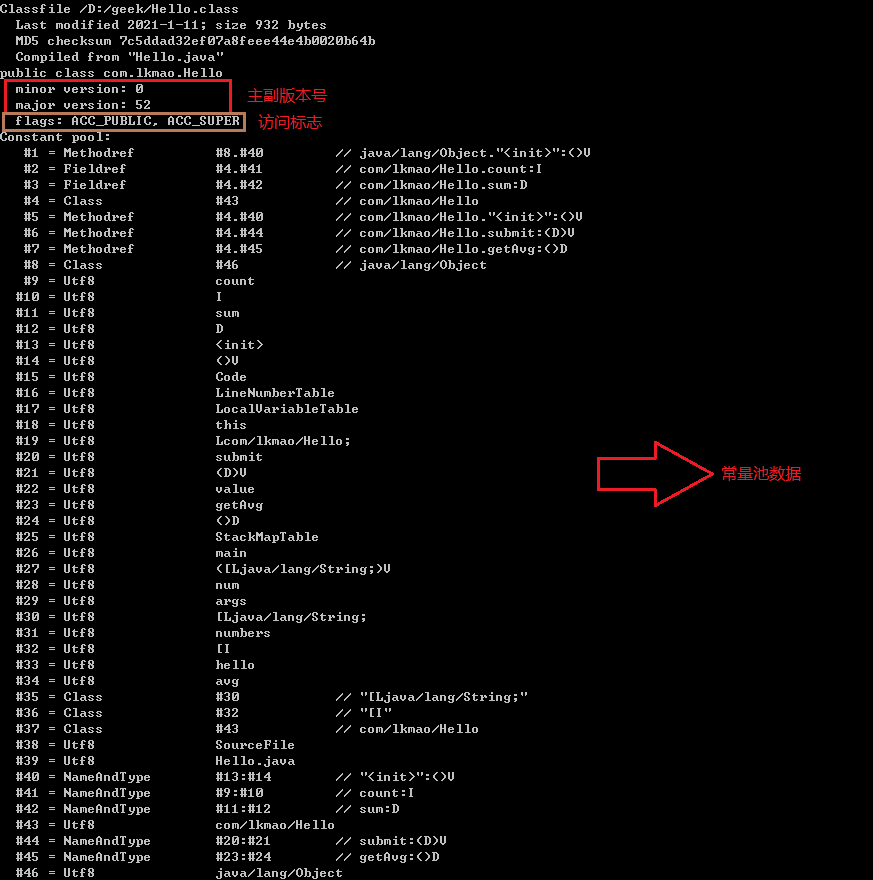 Classfile /D:/geek/Hello.class
Last modified 2021-1-11; size 932 bytes
MD5 checksum 7c5ddad32ef07a8feee44e4b0020b64b
Compiled from "Hello.java"
public class com.lkmao.Hello
minor version: 0
主副版本号
major version: 52
flags: ACC_PUBLIC, ACC_SUPER 访问标志
Constant pool:
#1 = Methodref #8.#40 // java/lang/Object."<init>":()V
#2 = Fieldref #4.#41 // com/lkmao/Hello.count:I
#3 = Fieldref #4.#42 // com/lkmao/Hello.sum:D
#4 = Class #43 // com/lkmao/Hello
#5 = Methodref #4.#40 // com/lkmao/Hello."<init>":()V
#6 = Methodref #4.#44 // com/lkmao/Hello.submit:(D)V
#7 = Methodref #4.#45 // com/lkmao/Hello.getAvg:()D
#8 = Class #46 // java/lang/Object
#9 = Utf8 count
#10 = Utf8 I
#11 = Utf8 sum
#12 = Utf8 D
#13 = Utf8 <init>
#14 = Utf8 ()V
#15 = Utf8 Code
#16 = Utf8 LineNumberTable
#17 = Utf8 LocalVariableTable
#18 = Utf8 this
#19 = Utf8 Lcom/lkmao/Hello;
#20 = Utf8 submit
#21 = Utf8 (D)V 常量池数据
#22 = Utf8 value
#23 = Utf8 getAvg
#24 = Utf8 ()D
#25 = Utf8 StackMapTable
#26 = Utf8 main
#27 = Utf8 ([Ljava/lang/String;)V
#28 = Utf8 num
#29 = Utf8 args
#30 = Utf8 [Ljava/lang/String;
#31 = Utf8 numbers
#32 = Utf8 [I
#33 = Utf8 hello
#34 = Utf8 avg
#35 = Class #30 // "[Ljava/lang/String;"
#36 = Class #32 // "[I"
#37 = Class #43 // com/lkmao/Hello
#38 = Utf8 SourceFile
#39 = Utf8 Hello.java
#40 = NameAndType #13:#14 // "<init>":()V
#41 = NameAndType #9:#10 // count:I
#42 = NameAndType #11:#12 // sum:D
#43 = Utf8 com/lkmao/Hello
#44 = NameAndType #20:#21 // submit:(D)V
#45 = NameAndType #23:#24 // getAvg:()D
#46 = Utf8 java/lang/Object